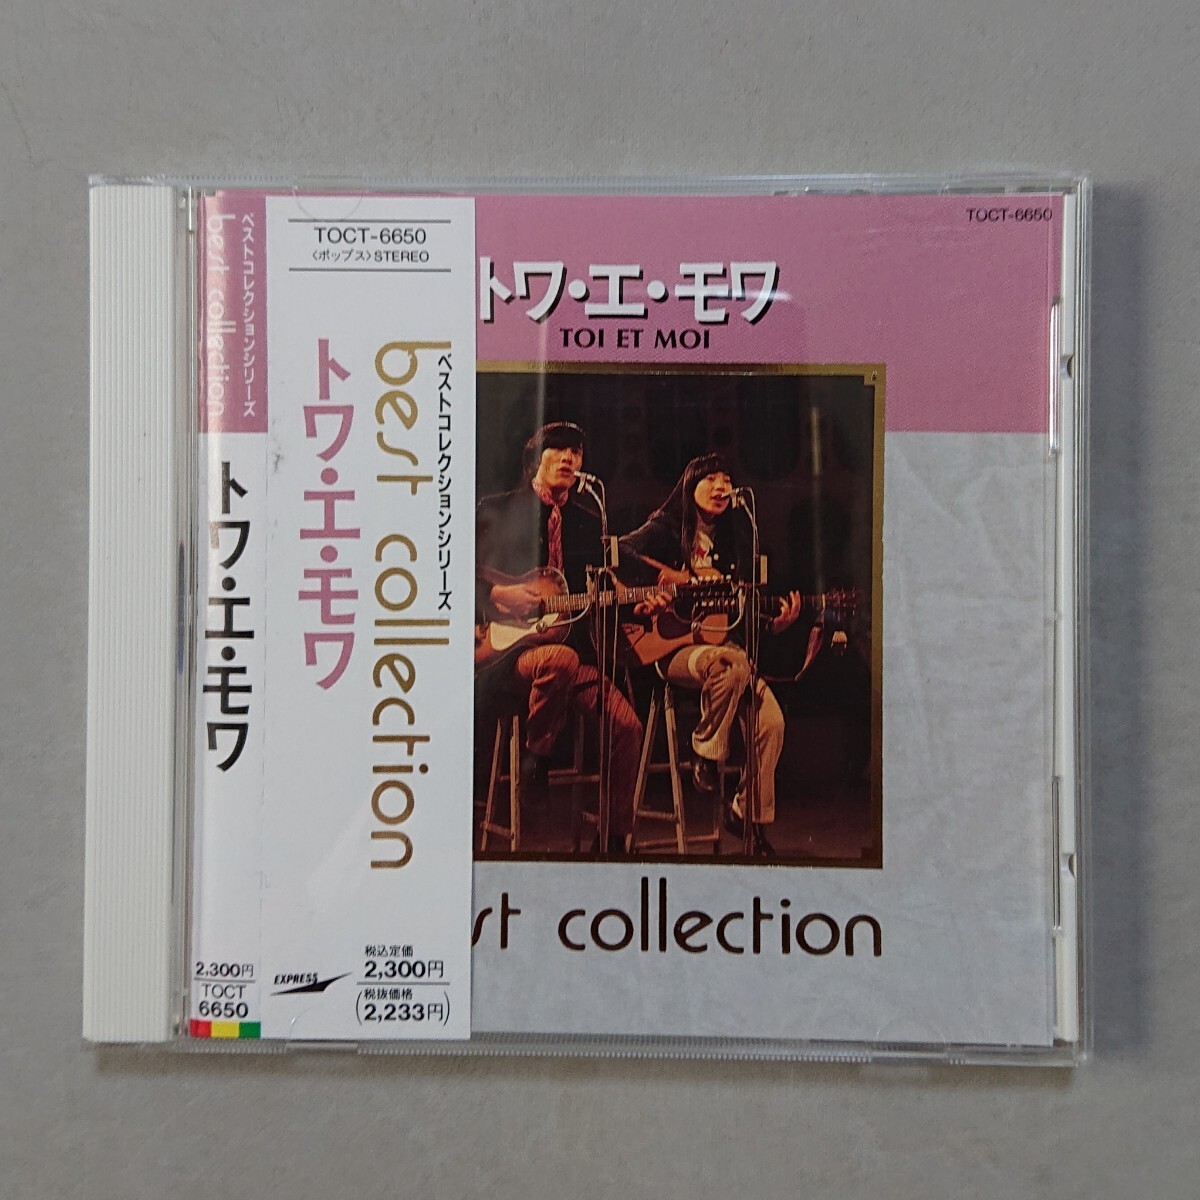 ベストコレクションシリーズ
best collection
トワ・エ・モワ
2,300円
TOCT
6650
TOCT-6650
〈ポップス〉STEREO
ベストコレクションシリーズ
best collection
トワ・エ・モワ
EXPRESS
税込定価
2,300円
(税抜価格
2,233円)
TOCT-6650
トワ・エ・モワ
TOI ET MOI
st collection